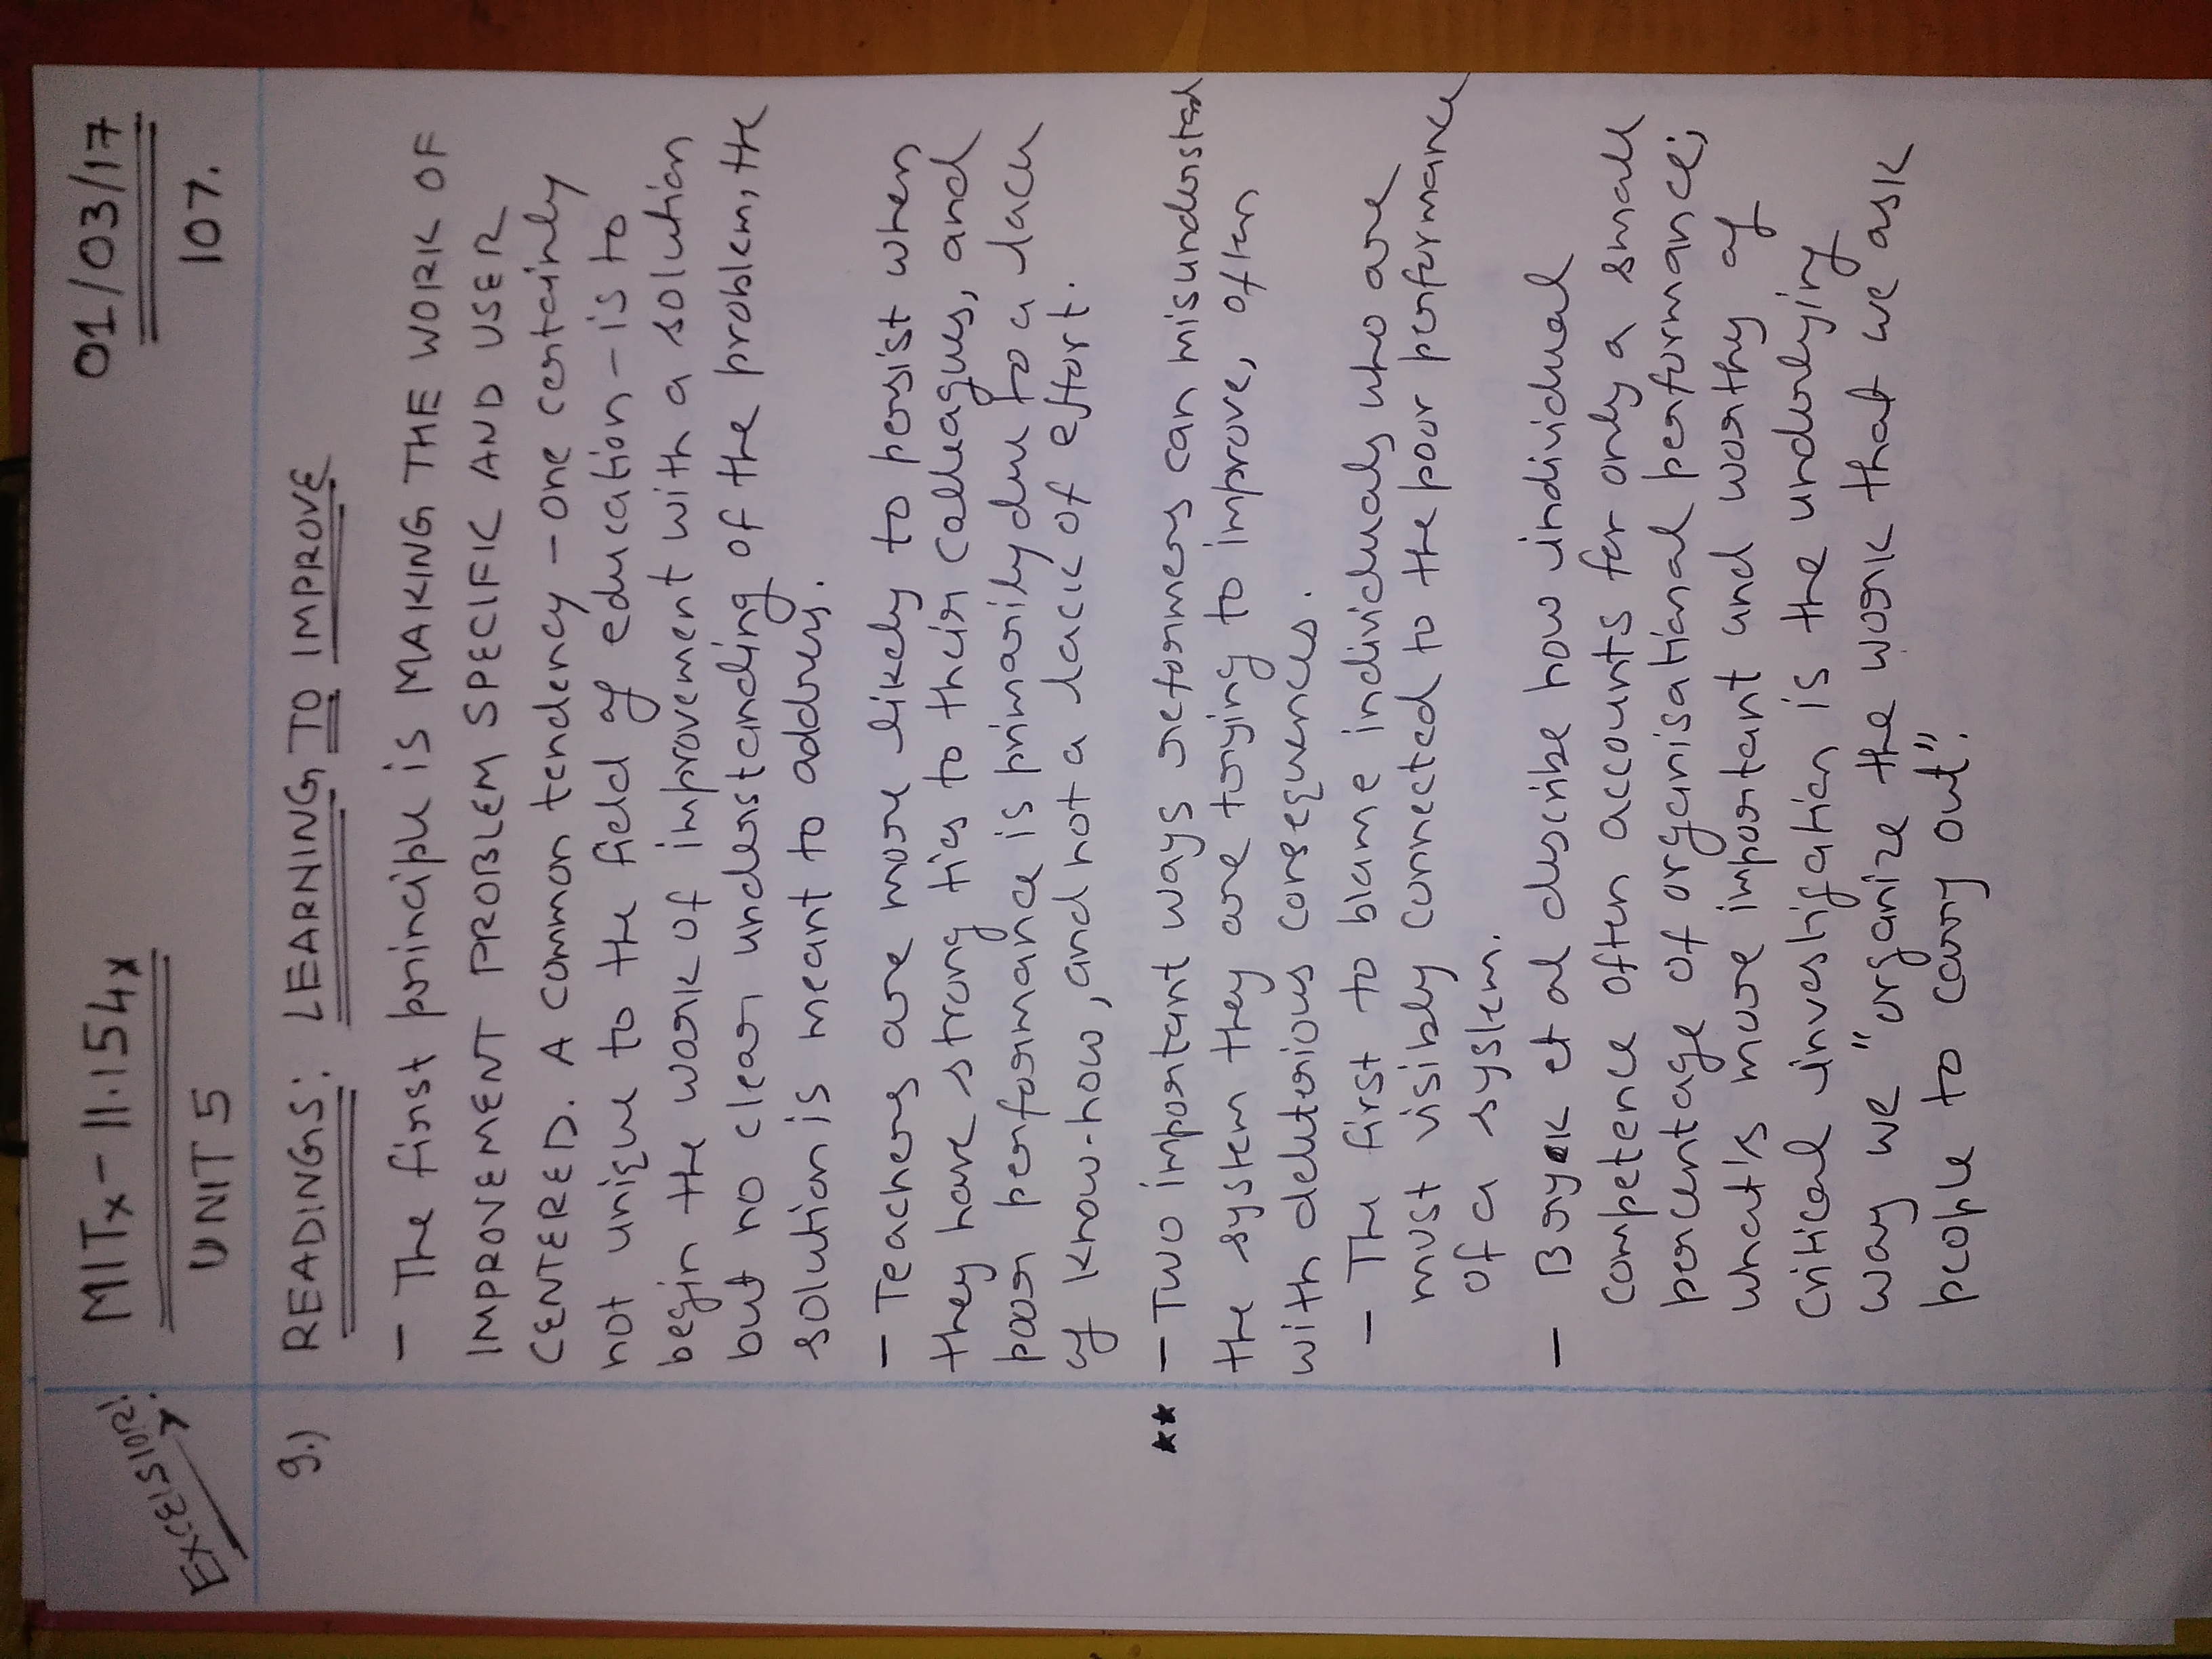 EXCELSIOR!
MITx - 11.154x
01/03/17
UNIT 5
107.
9.) READINGS: LEARNING TO IMPROVE
- The first principle is MAKING THE WORK OF
IMPROVEMENT PROBLEM SPECIFIC AND USER
CENTERED. A common tendency - one certainly
not unique to the field of education - is to
begin the work of improvement with a solution
but no clear understanding of the problem, the
solution is meant to address.
- Teachers are more likely to persist when
they have strong ties to their colleagues, and
poor performance is primarily due to a lack
of know-how, and not a lack of effort.
** - Two important ways reformers can misunderstand
the system they are trying to improve, often
with deleterious consequences.
- The first to blame individuals who are
most visibly connected to the poor performance
of a system.
- Bryck et al describe how individual
competence often accounts for only a small
percentage of organisational performance;
what's more important and worthy of
critical investigation is the underlying
way we "organize the work that we ask
people to carry out".